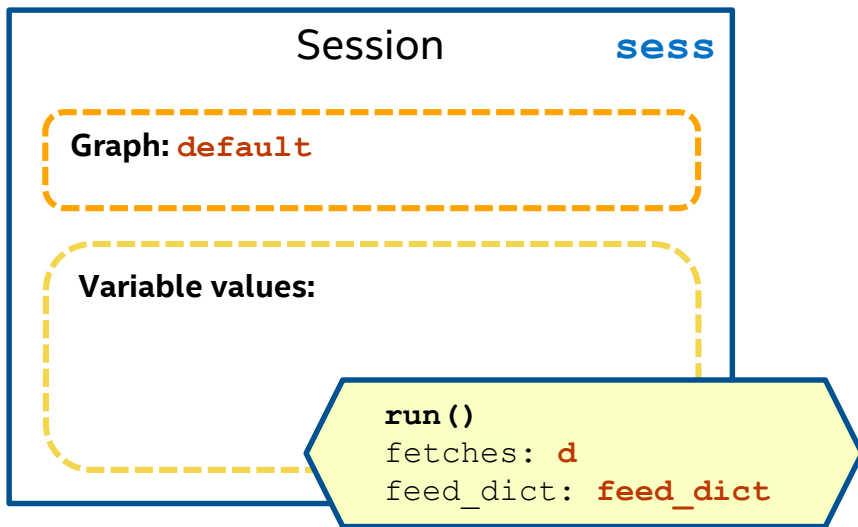 Session sess
Graph: default
Variable values:
run()
fetches: d
feed_dict: feed_dict